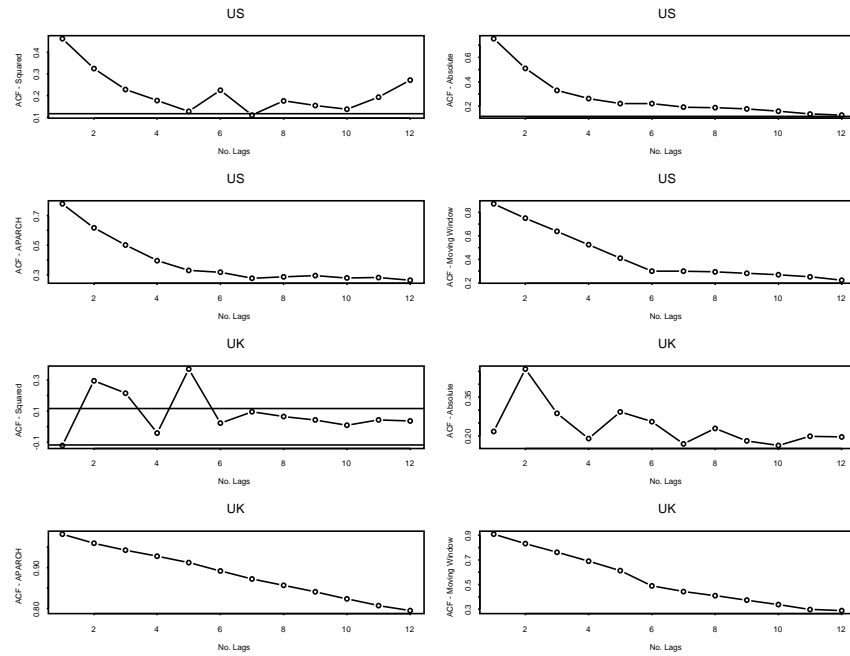 US
ACF - Squared
0.1 0.2 0.3 0.4
2 4 6 8 10 12
No. Lags
US
ACF - Absolute
0.2 0.4 0.6
2 4 6 8 10 12
No. Lags
US
ACF - APARCH
0.3 0.5 0.7
2 4 6 8 10 12
No. Lags
US
ACF - Moving Window
0.2 0.4 0.6 0.8
2 4 6 8 10 12
No. Lags
UK
ACF - Squared
-0.1 0.1 0.3
2 4 6 8 10 12
No. Lags
UK
ACF - Absolute
0.20 0.35
2 4 6 8 10 12
No. Lags
UK
ACF - APARCH
0.80 0.90
2 4 6 8 10 12
No. Lags
UK
ACF - Moving Window
0.3 0.5 0.7 0.9
2 4 6 8 10 12
No. Lags